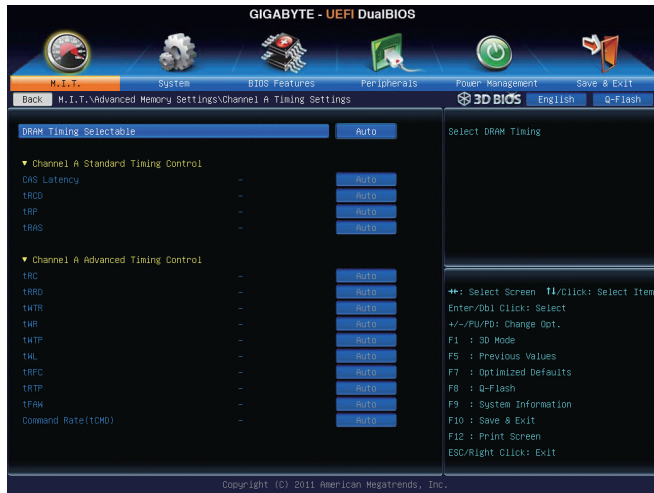 GIGABYTE - UEFI DualBIOS
M.I.T.
System
BIOS Features
Peripherals
Power Management
Save & Exit
Back M.I.T.\Advanced Memory Settings\Channel A Timing Settings
3D BIOS English Q-Flash
DRAM Timing Selectable Auto
▼ Channel A Standard Timing Control
CAS Latency - Auto
tRCD - Auto
tRP - Auto
tRAS - Auto
▼ Channel A Advanced Timing Control
tRC - Auto
tRRD - Auto
tWTR - Auto
tWR - Auto
tWTP - Auto
tWL - Auto
tRFC - Auto
tRTP - Auto
tFAW - Auto
Command Rate(tCMD) - Auto
Select DRAM Timing
→←: Select Screen ↑↓/Click: Select Item
Enter/Dbl Click: Select
+/-/PU/PD: Change Opt.
F1 : 3D Mode
F5 : Previous Values
F7 : Optimized Defaults
F8 : Q-Flash
F9 : System Information
F10 : Save & Exit
F12 : Print Screen
ESC/Right Click: Exit
Copyright (C) 2011 American Megatrends, Inc.